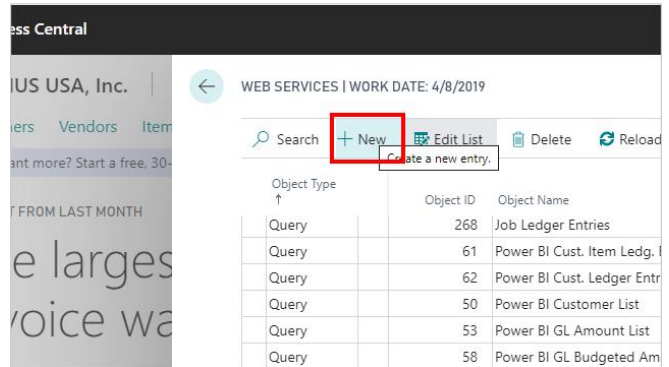 ess Central
IUS USA, Inc.
WEB SERVICES | WORK DATE: 4/8/2019
ers Vendors Item
Search + New Edit List Delete Reload
ant more? Start a free, 30-
Create a new entry.
Object Type ↑ Object ID Object Name
T FROM LAST MONTH
Query 268 Job Ledger Entries
e larges
Query 61 Power BI Cust. Item Ledg.
Query 62 Power BI Cust. Ledger Entr
voice wa
Query 50 Power BI Customer List
Query 53 Power BI GL Amount List
Query 58 Power BI GL Budgeted Am